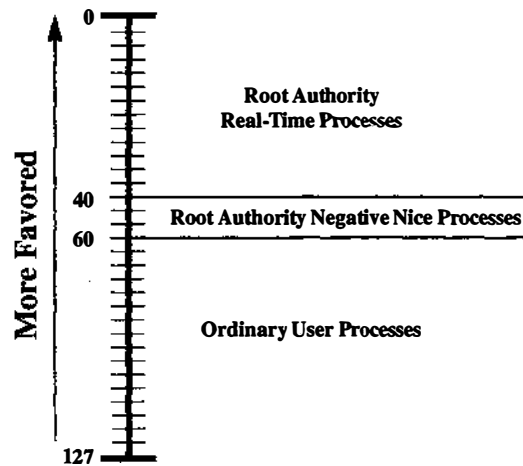 0
Root Authority
Real-Time Processes
More Favored
40
Root Authority Negative Nice Processes
60
Ordinary User Processes
127